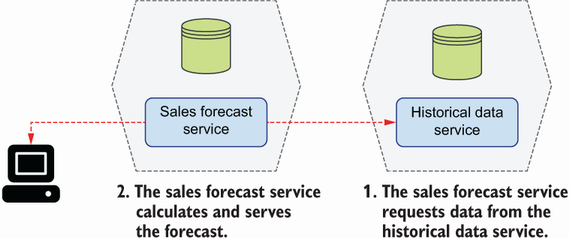 Sales forecast
service
Historical data
service
2. The sales forecast service
calculates and serves
the forecast.
1. The sales forecast service
requests data from the
historical data service.